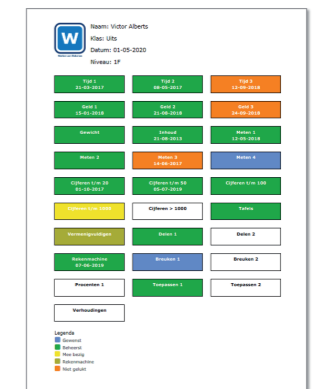 W
Naam: Victor Alberts
Klas: Uits
Datum: 01-05-2020
Niveau: 1F
Tijd 1
21-03-2017
Tijd 2
08-05-2017
Tijd 3
13-09-2018
Geld 1
15-01-2018
Geld 2
21-08-2018
Geld 3
24-09-2018
Gewicht
Inhoud
31-08-2013
Meten 1
13-09-2018
Meten 2
Meten 3
14-09-2017
Meten 4
Cijferen t/m 20
01-10-2017
Cijferen t/m 50
05-07-2019
Cijferen t/m 100
Cijferen t/m 1000
Cijferen > 1000
Tafels
Vermenigvuldigen
Delen 1
Delen 2
Rekenmachine
07-06-2019
Breuken 1
Breuken 2
Procenten 1
Toepassen 1
Toepassen 2
Verhoudingen
Legenda
Geweest
Beheerst
Mee bezig
Rekenmachine
Niet gelukt